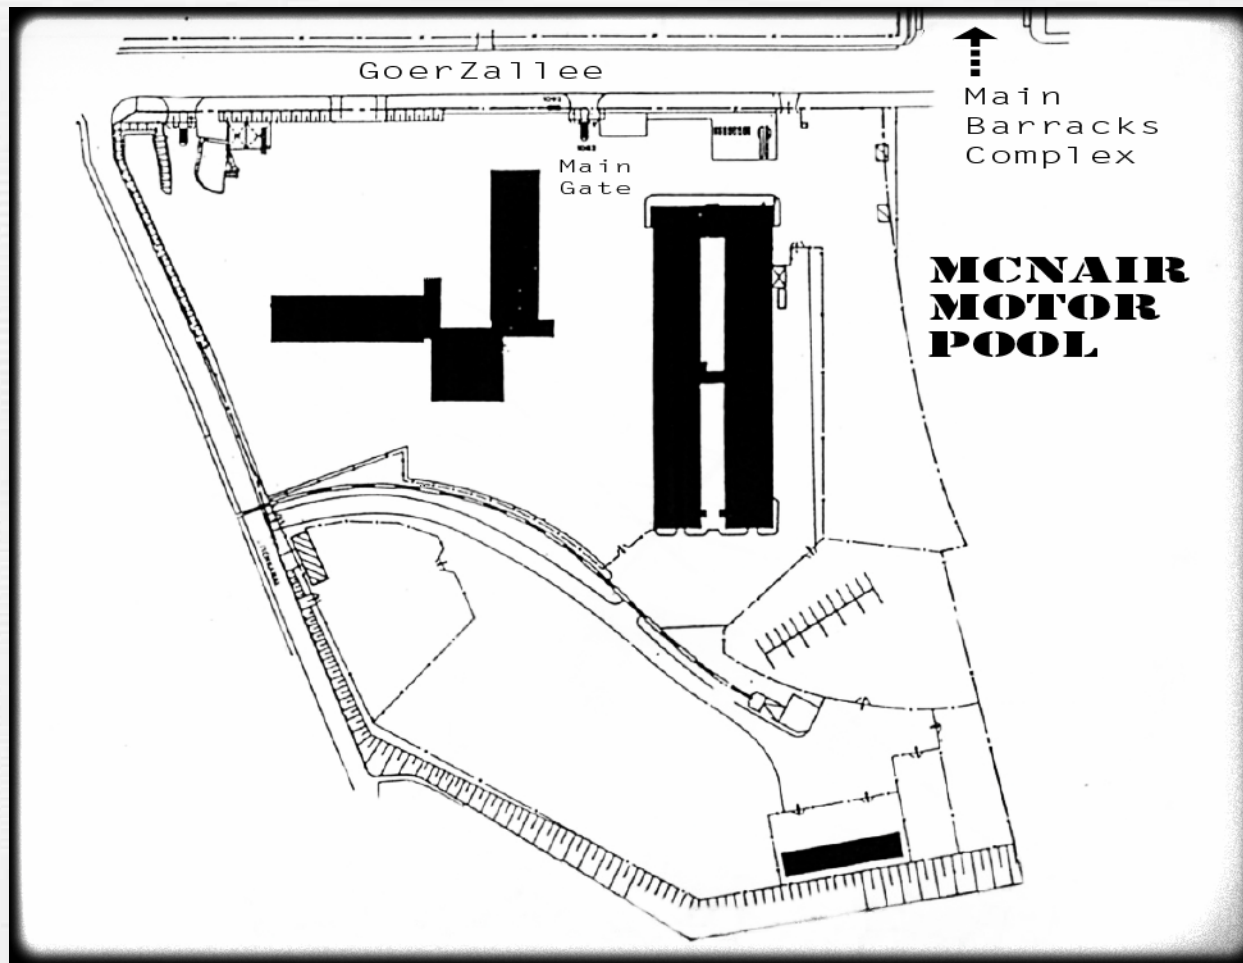 GoerZallee
Main
Barracks
Complex
Main
Gate
MCNAIR
MOTOR
POOL